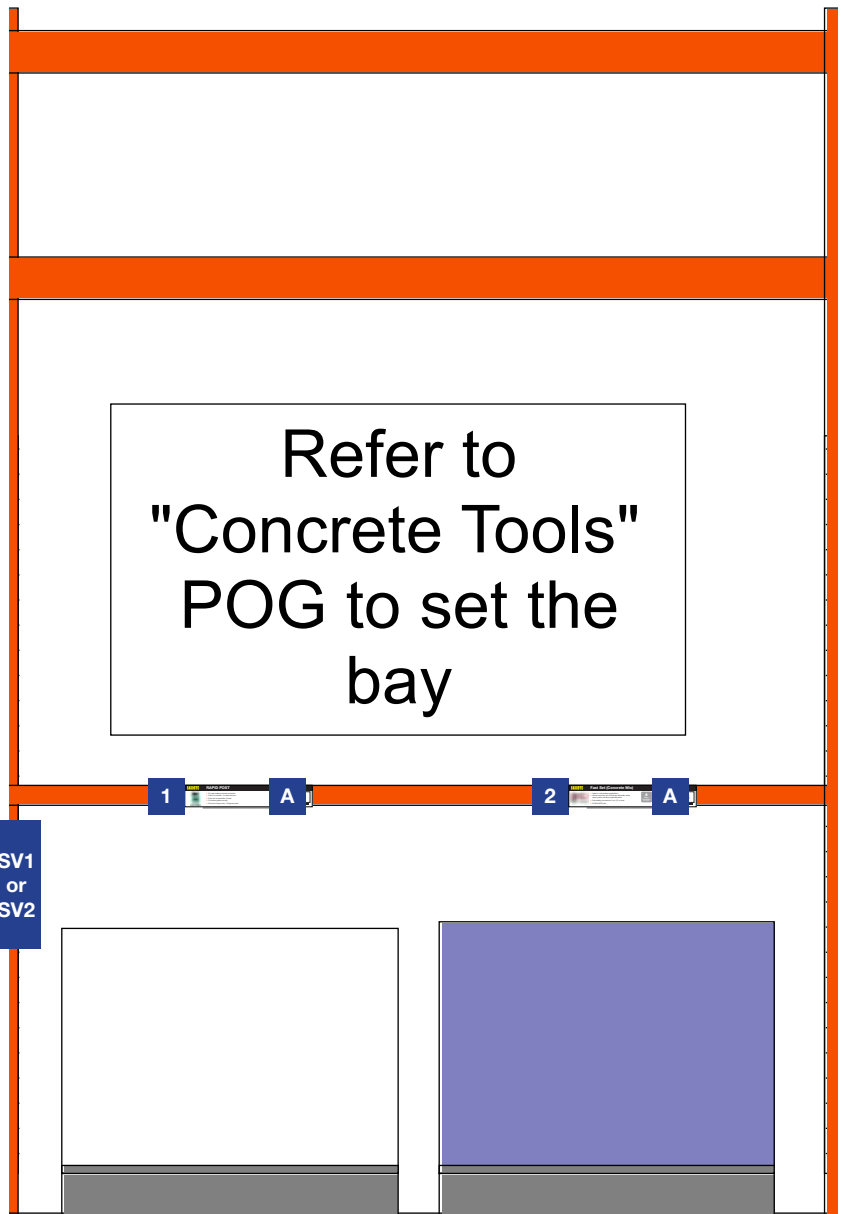 Refer to
"Concrete Tools"
POG to set the
bay
1
RAPID POST
A
2
Fast Set (Concrete Mix)
A
SV1
or
SV2